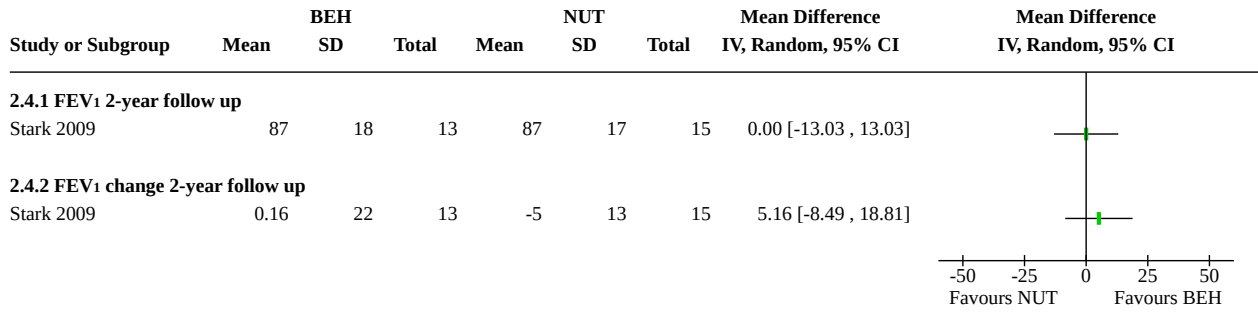 BEH NUT Mean Difference Mean Difference
Study or Subgroup Mean SD Total Mean SD Total IV, Random, 95% CI IV, Random, 95% CI
2.4.1 FEV1 2-year follow up
Stark 2009 87 18 13 87 17 15 0.00 [-13.03 , 13.03]
2.4.2 FEV1 change 2-year follow up
Stark 2009 0.16 22 13 -5 13 15 5.16 [-8.49 , 18.81]
-50 -25 0 25 50
Favours NUT Favours BEH